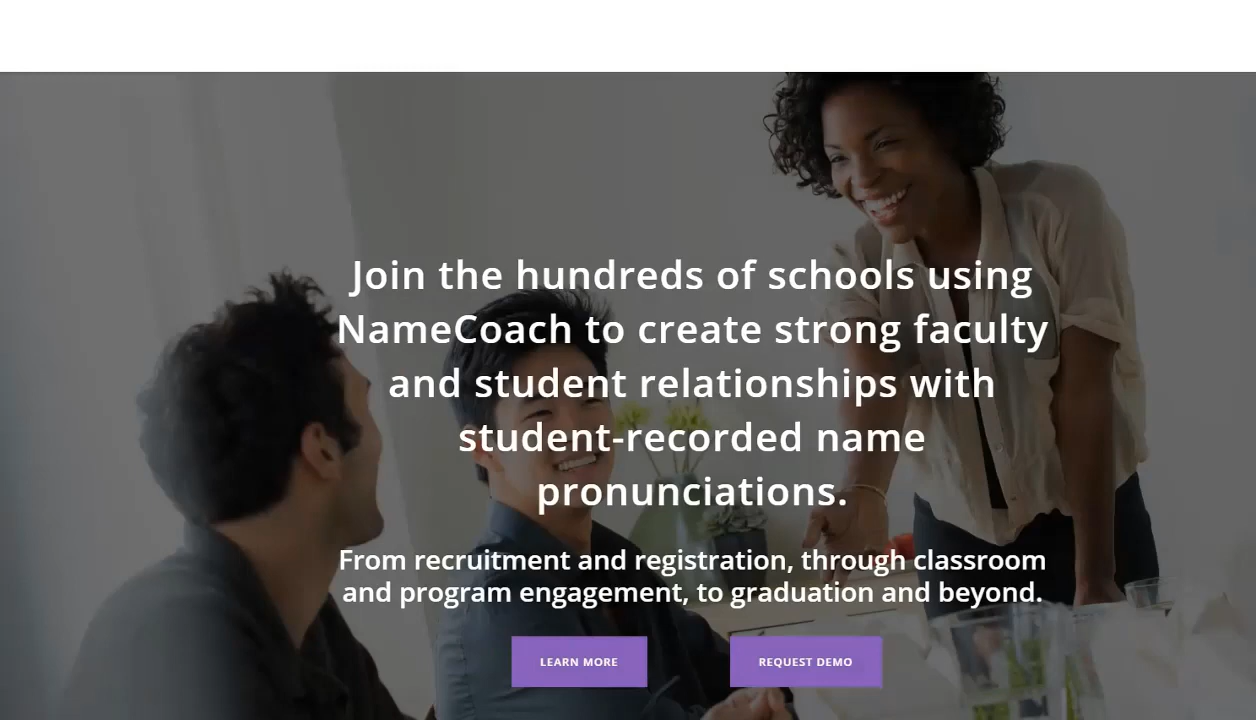 Join the hundreds of schools using
NameCoach to create strong faculty
and student relationships with
student-recorded name
pronunciations.
From recruitment and registration, through classroom
and program engagement, to graduation and beyond.
LEARN MORE
REQUEST DEMO